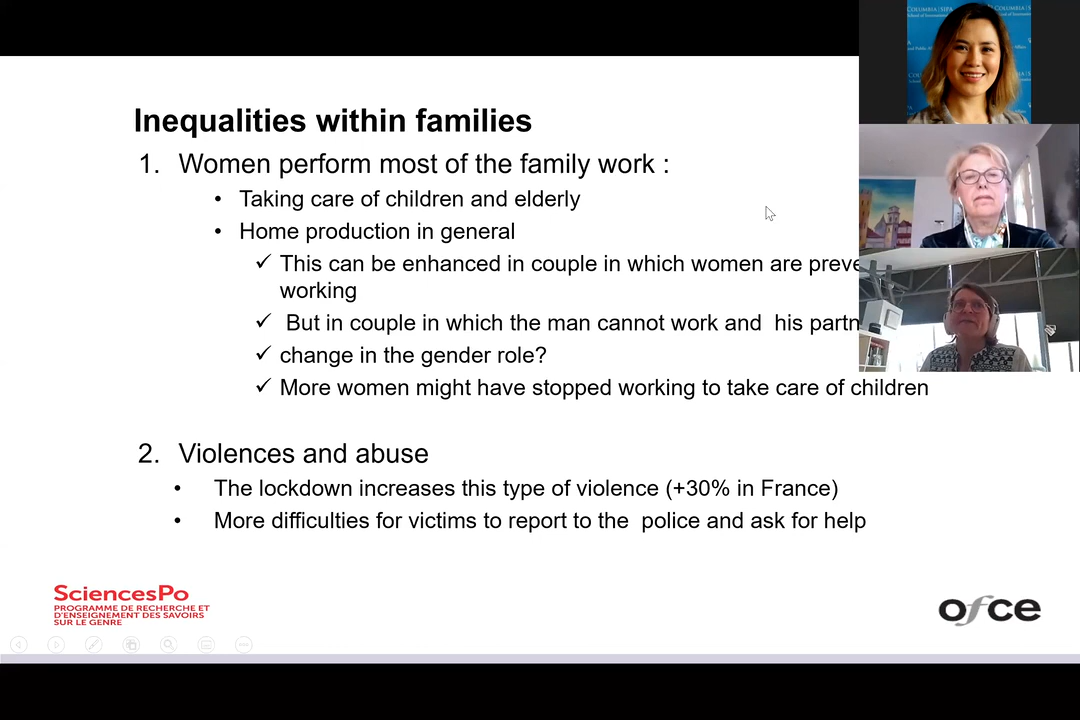 Inequalities within families
1. Women perform most of the family work :
• Taking care of children and elderly
• Home production in general
✓ This can be enhanced in couple in which women are preve
working
✓ But in couple in which the man cannot work and his partn
✓ change in the gender role?
✓ More women might have stopped working to take care of children
2. Violences and abuse
• The lockdown increases this type of violence (+30% in France)
• More difficulties for victims to report to the police and ask for help
SciencesPo
PROGRAMME DE RECHERCHE ET
D'ENSEIGNEMENT DES SAVOIRS
SUR LE GENRE
ofce
COLUMBIA | SIPA